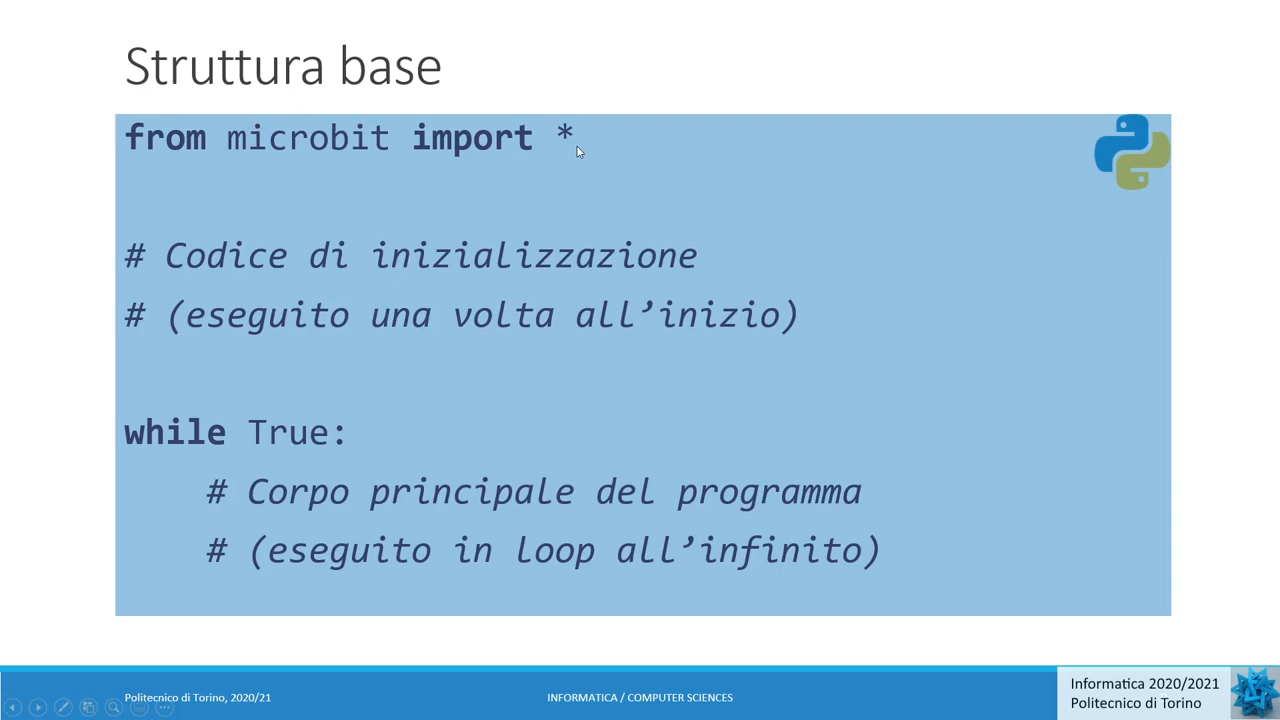 Struttura base
from microbit import *
# Codice di inizializzazione
# (eseguito una volta all’inizio)
while True:
# Corpo principale del programma
# (eseguito in loop all’infinito)
Politecnico di Torino, 2020/21
INFORMATICA / COMPUTER SCIENCES
Informatica 2020/2021
Politecnico di Torino